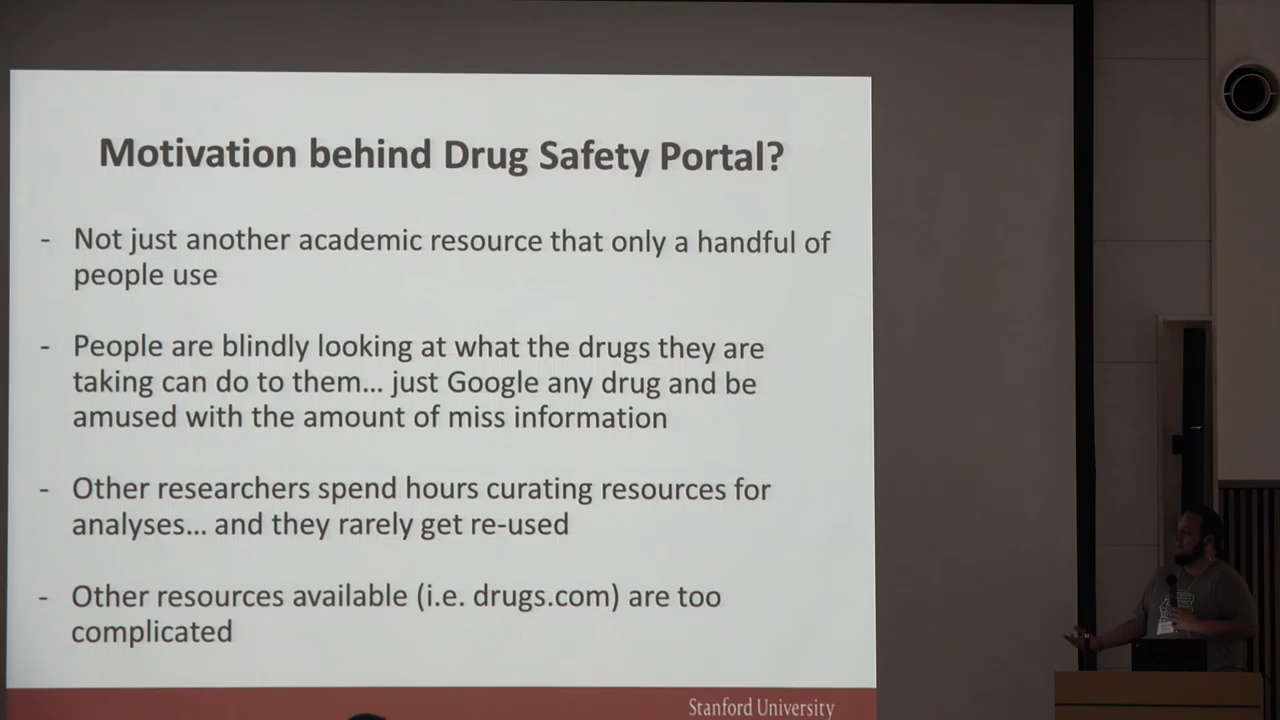 Motivation behind Drug Safety Portal?
- Not just another academic resource that only a handful of
people use
- People are blindly looking at what the drugs they are
taking can do to them... just Google any drug and be
amused with the amount of miss information
- Other researchers spend hours curating resources for
analyses... and they rarely get re-used
- Other resources available (i.e. drugs.com) are too
complicated
Stanford University